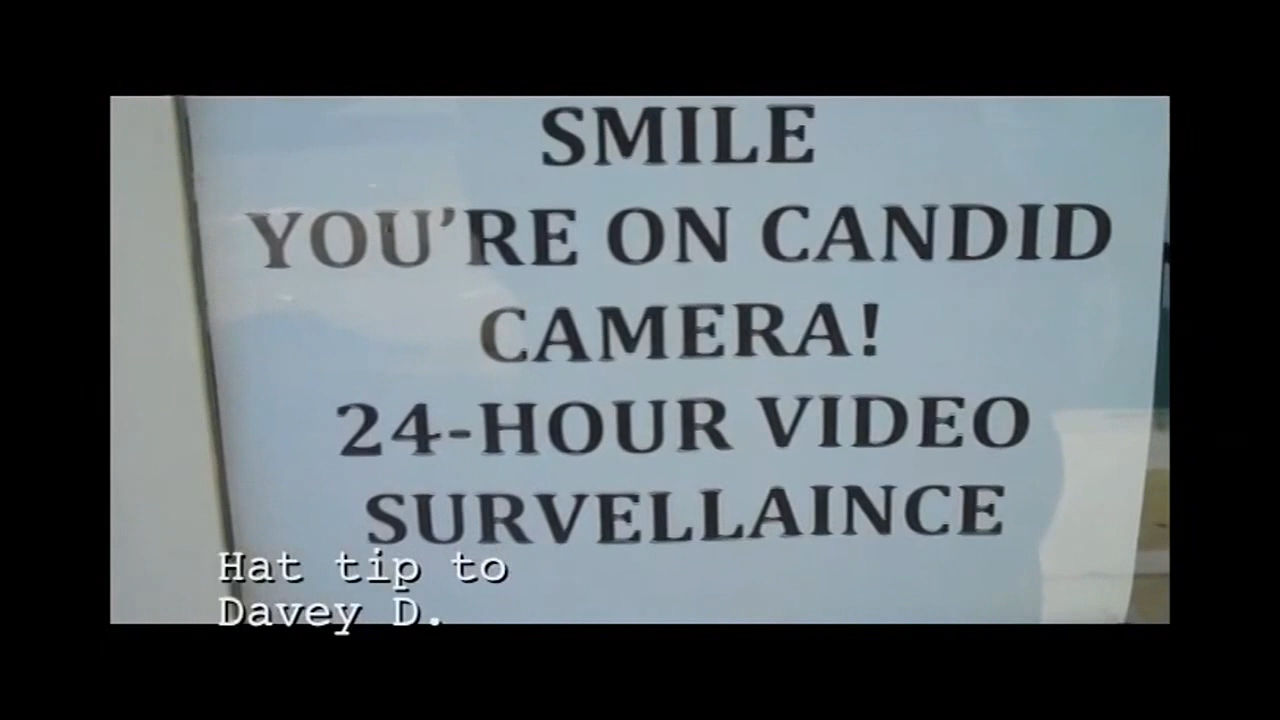 SMILE
YOU'RE ON CANDID
CAMERA!
24-HOUR VIDEO
SURVELLAINCE
Hat tip to
Davey D.